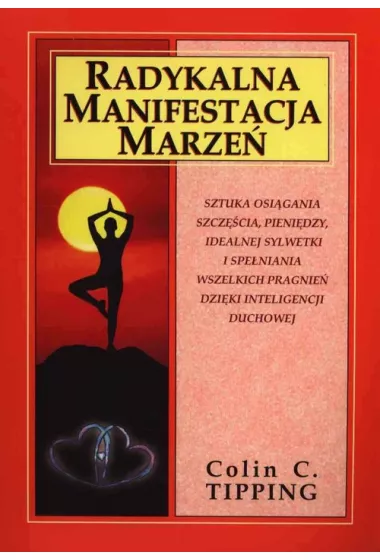 RADYKALNA
MANIFESTACJA
MARZEŃ
SZTUKA OSIĄGANIA
SZCZĘŚCIA, PIENIĘDZY,
IDEALNEJ SYLWETKI
I SPEŁNIANIA
WSZELKICH PRAGNIEŃ
DZIĘKI INTELIGENCJI
DUCHOWEJ
Colin C.
TIPPING